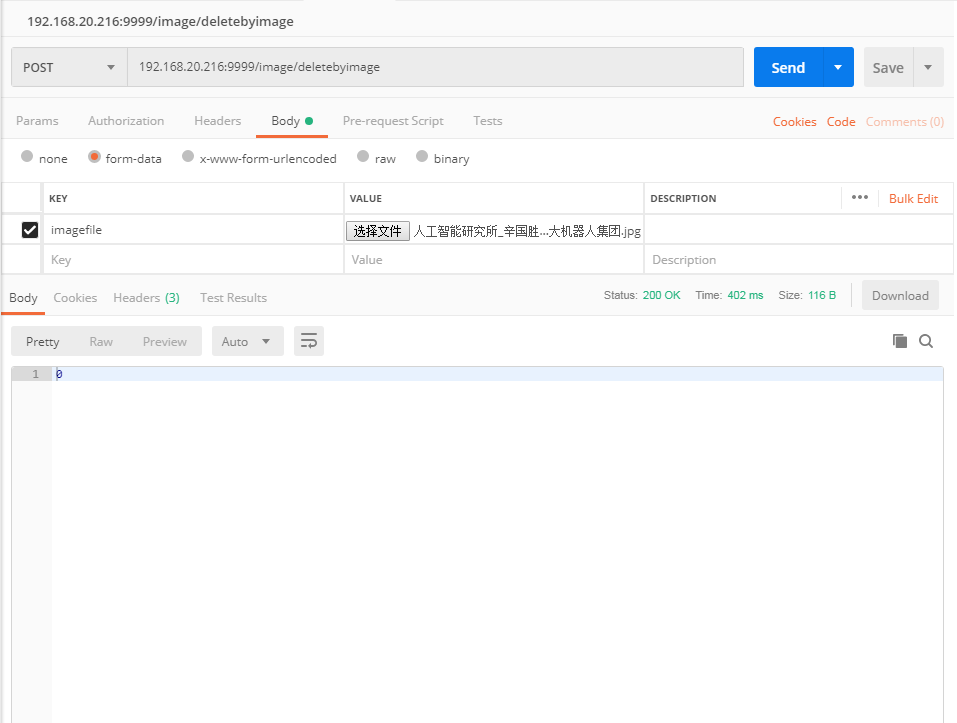 192.168.20.216:9999/image/deletebyimage
POST 192.168.20.216:9999/image/deletebyimage Send Save
Params Authorization Headers Body Pre-request Script Tests Cookies Code Comments (0)
none form-data x-www-form-urlencoded raw binary
KEY VALUE DESCRIPTION ••• Bulk Edit
imagefile 选择文件 人工智能研究所_辛国胜...大机器人集团.jpg
Key Value Description
Body Cookies Headers (3) Test Results Status: 200 OK Time: 402 ms Size: 116 B Download
Pretty Raw Preview Auto
1 0